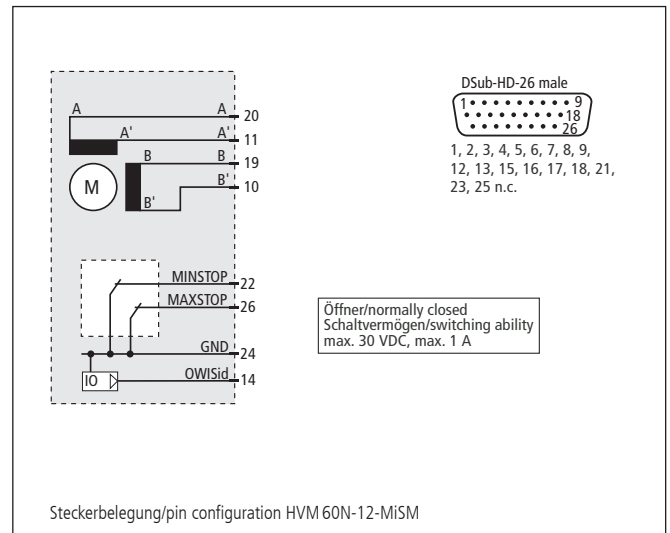 A A 20
A' A' 11
B B 19
M
B' B' 10
MINSTOP 22
MAXSTOP 26
GND 24
IO OWISid 14
DSub-HD-26 male
1 9
18
26
1, 2, 3, 4, 5, 6, 7, 8, 9,
12, 13, 15, 16, 17, 18, 21,
23, 25 n.c.
Öffner/normally closed
Schaltvermögen/switching ability
max. 30 VDC, max. 1 A
Steckerbelegung/pin configuration HVM 60N-12-MiSM